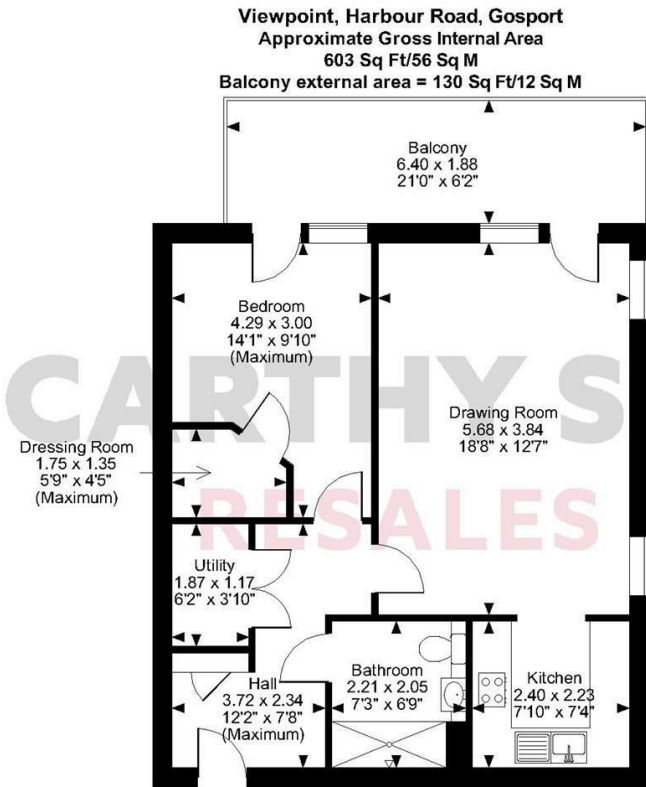 Viewpoint, Harbour Road, Gosport
Approximate Gross Internal Area
603 Sq Ft/56 Sq M
Balcony external area = 130 Sq Ft/12 Sq M
Balcony
6.40 x 1.88
21'0" x 6'2"
Bedroom
4.29 x 3.00
14'1" x 9'10"
(Maximum)
CARTHY S
Drawing Room
5.68 x 3.84
18'8" x 12'7"
Dressing Room
1.75 x 1.35
5'9" x 4'5"
(Maximum)
RESALES
Utility
1.87 x 1.17
6'2" x 3'10"
Hall
3.72 x 2.34
12'2" x 7'8"
(Maximum)
Bathroom
2.21 x 2.05
7'3" x 6'9"
Kitchen
2.40 x 2.23
7'10" x 7'4"